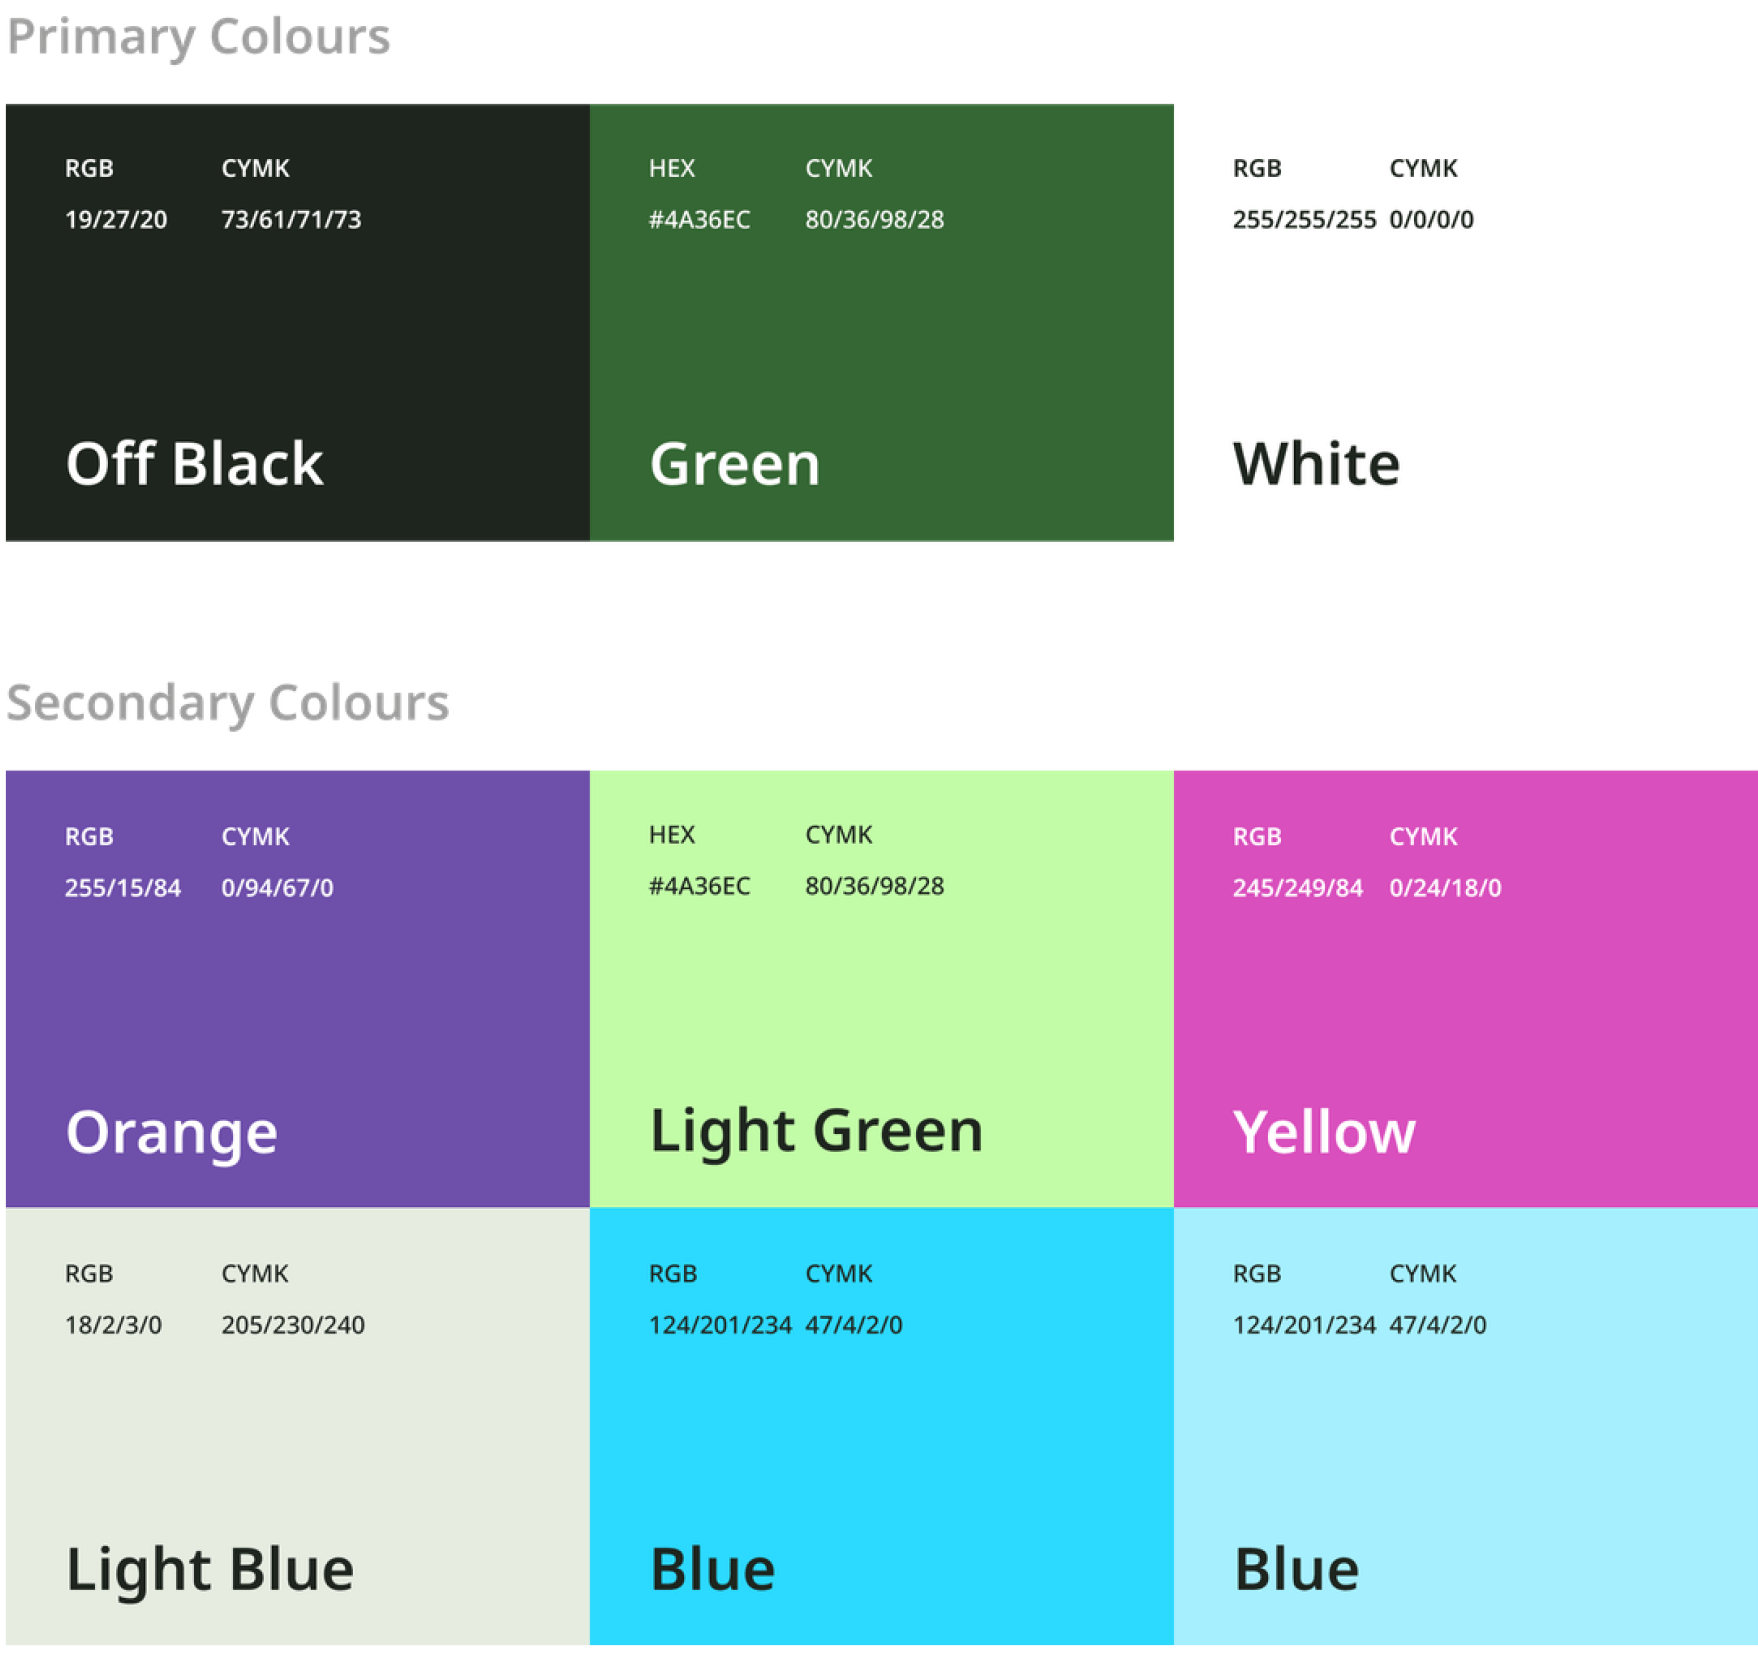 Primary Colours
RGB CYMK
19/27/20 73/61/71/73
Off Black
HEX CYMK
#4A36EC 80/36/98/28
Green
RGB CYMK
255/255/255 0/0/0/0
White
Secondary Colours
RGB CYMK
255/15/84 0/94/67/0
Orange
HEX CYMK
#4A36EC 80/36/98/28
Light Green
RGB CYMK
245/249/84 0/24/18/0
Yellow
RGB CYMK
18/2/3/0 205/230/240
Light Blue
RGB CYMK
124/201/234 47/4/2/0
Blue
RGB CYMK
124/201/234 47/4/2/0
Blue